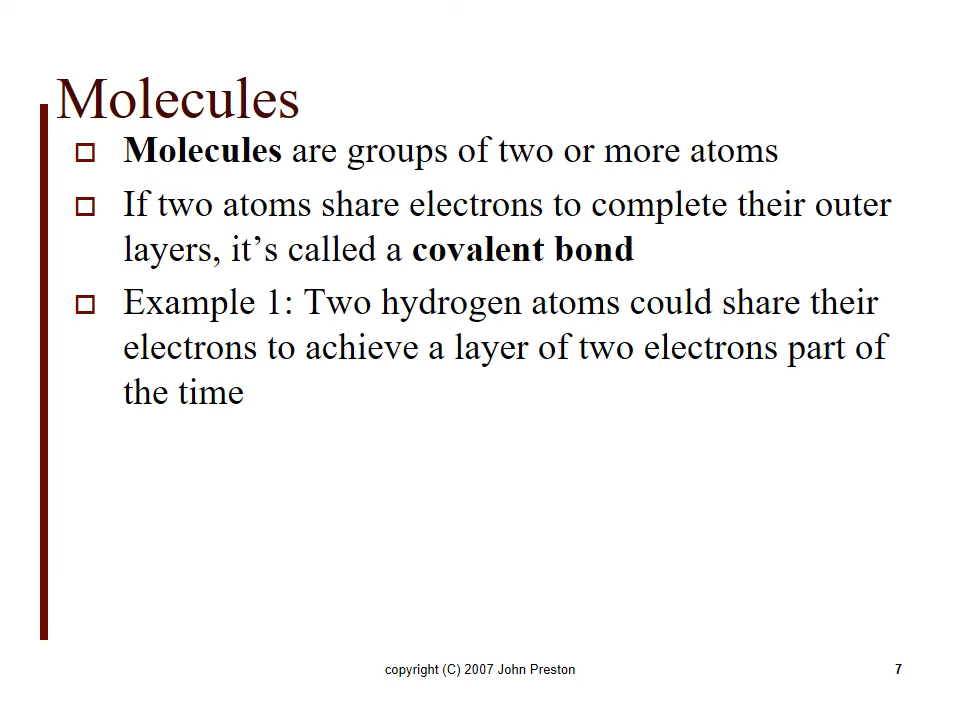 Molecules
Molecules are groups of two or more atoms
If two atoms share electrons to complete their outer
layers, it’s called a covalent bond
Example 1: Two hydrogen atoms could share their
electrons to achieve a layer of two electrons part of
the time
copyright (C) 2007 John Preston
7